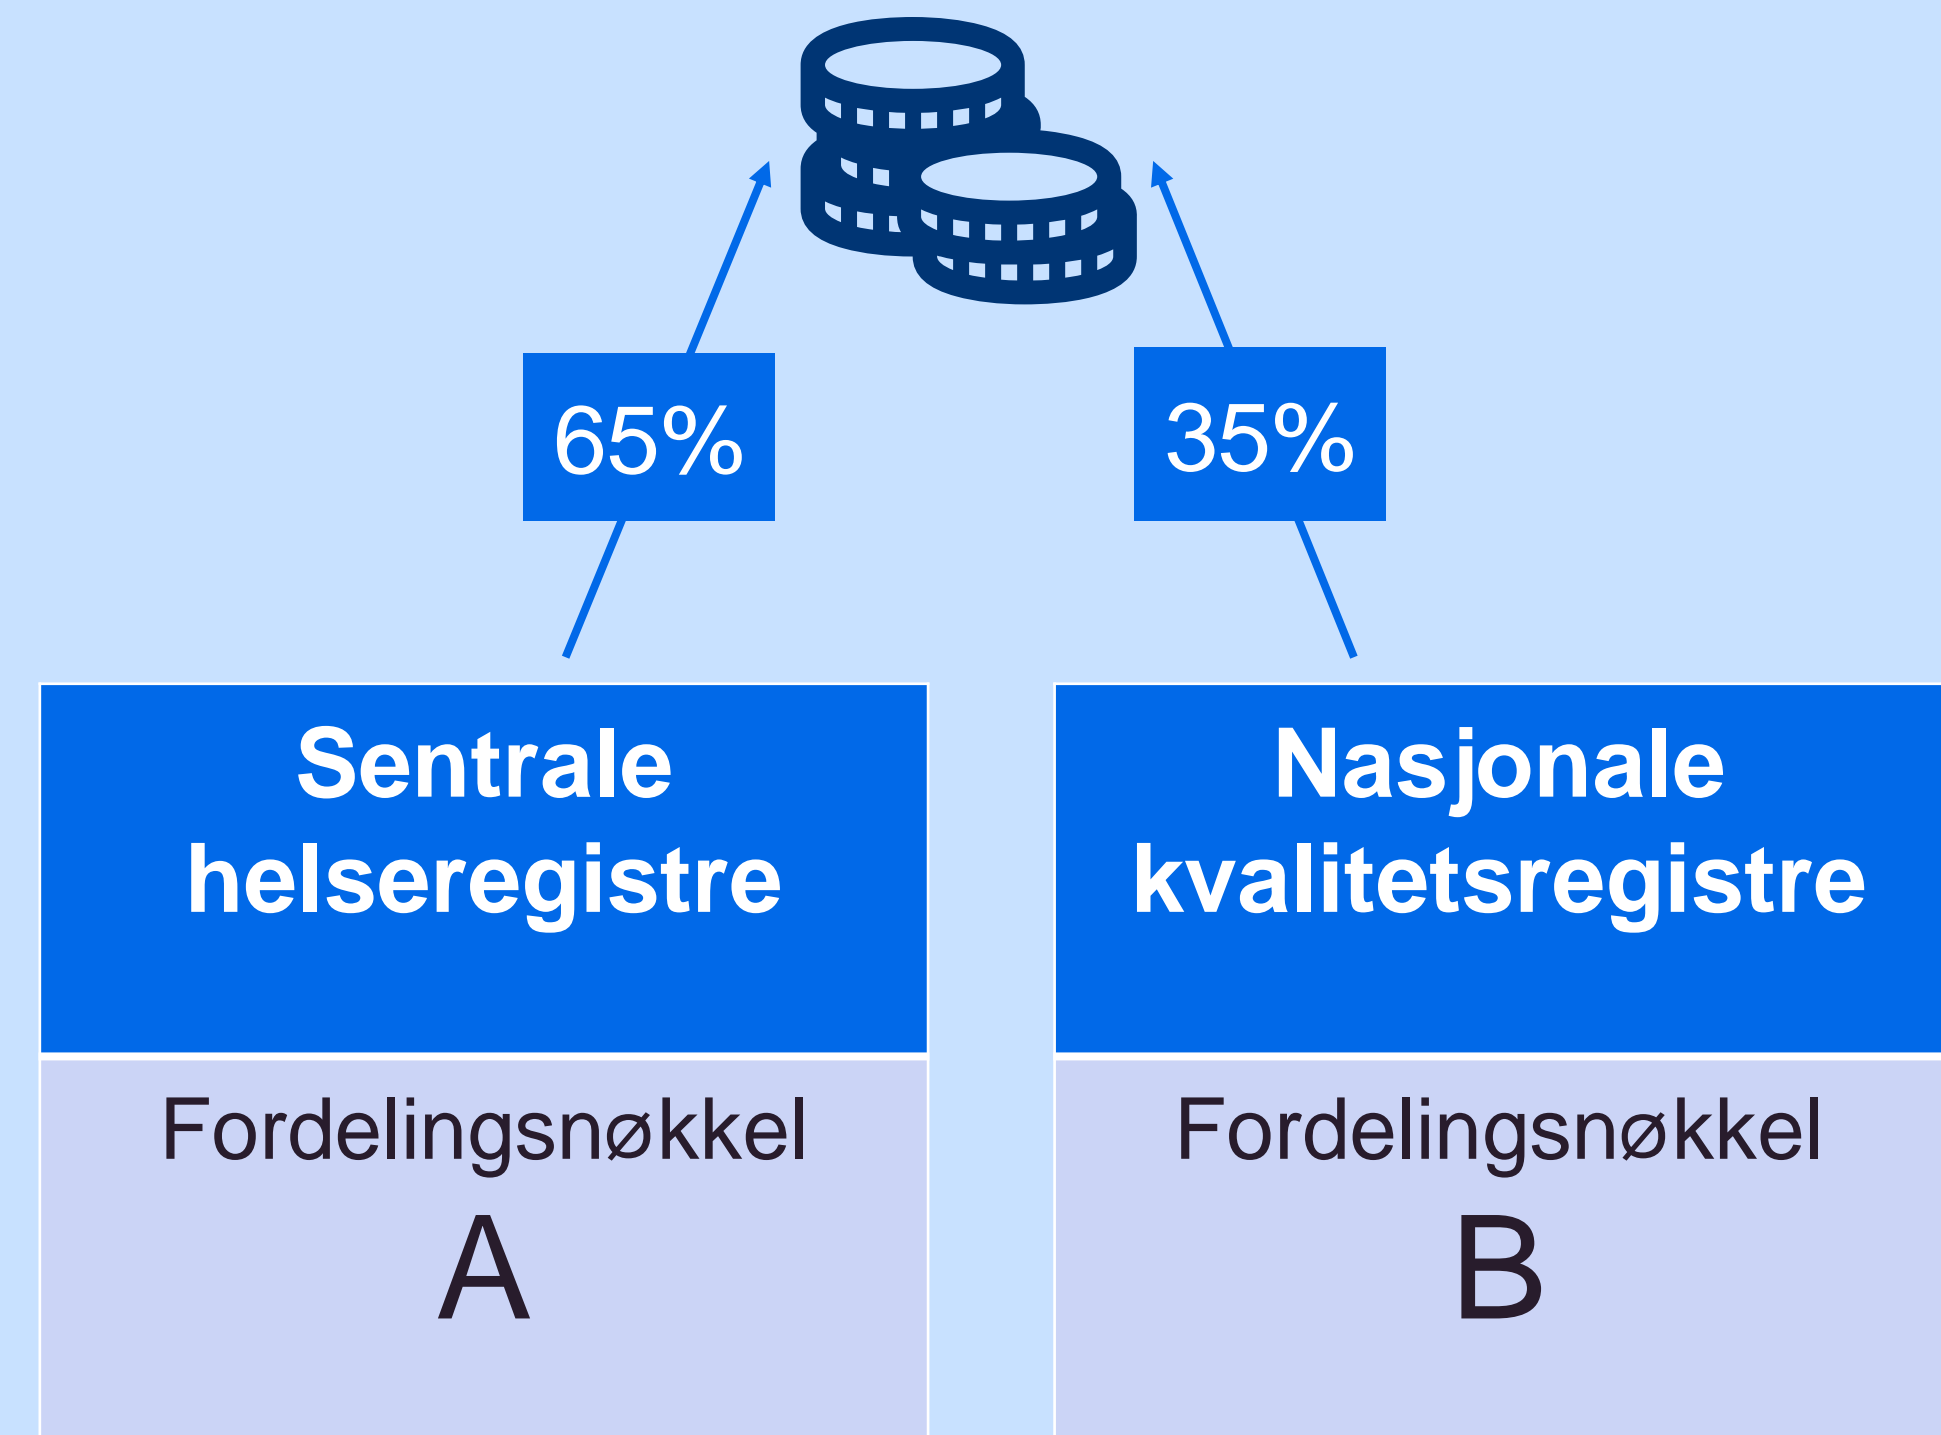 65%
35%
Sentrale
helseregistre
Fordelingsnøkkel
A
Nasjonale
kvalitetsregistre
Fordelingsnøkkel
B